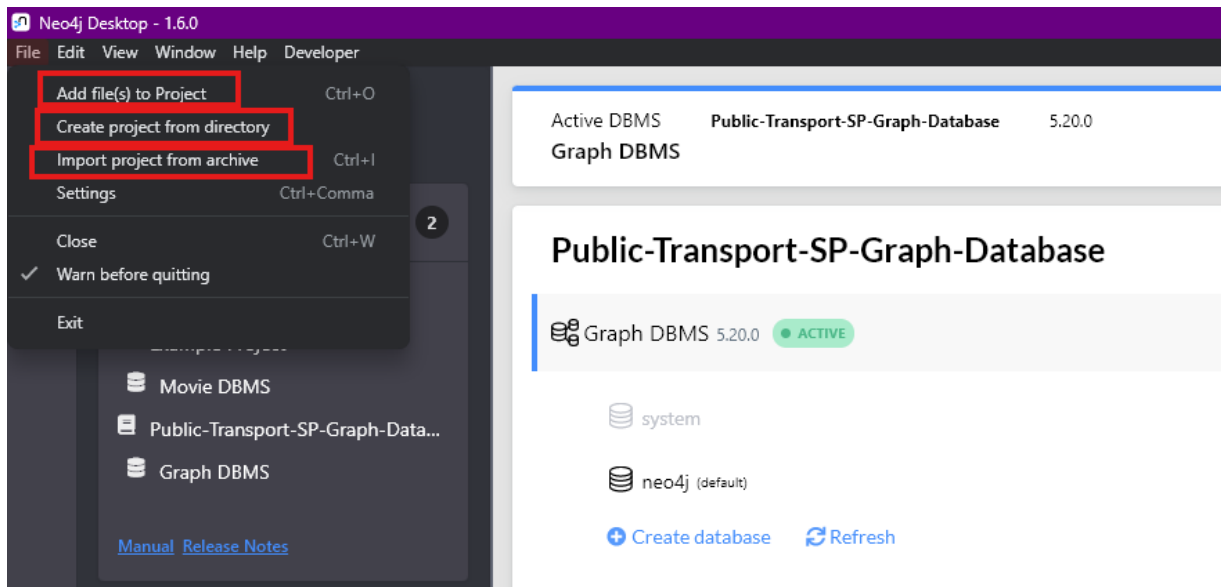 Neo4j Desktop - 1.6.0
File Edit View Window Help Developer
Add file(s) to Project Ctrl+O
Create project from directory
Import project from archive Ctrl+I
Settings Ctrl+Comma
Close Ctrl+W
Warn before quitting
Exit
2
Movie DBMS
Public-Transport-SP-Graph-Data...
Graph DBMS
Manual Release Notes
Active DBMS Public-Transport-SP-Graph-Database 5.20.0
Graph DBMS
Public-Transport-SP-Graph-Database
Graph DBMS 5.20.0 ACTIVE
system
neo4j (default)
Create database Refresh